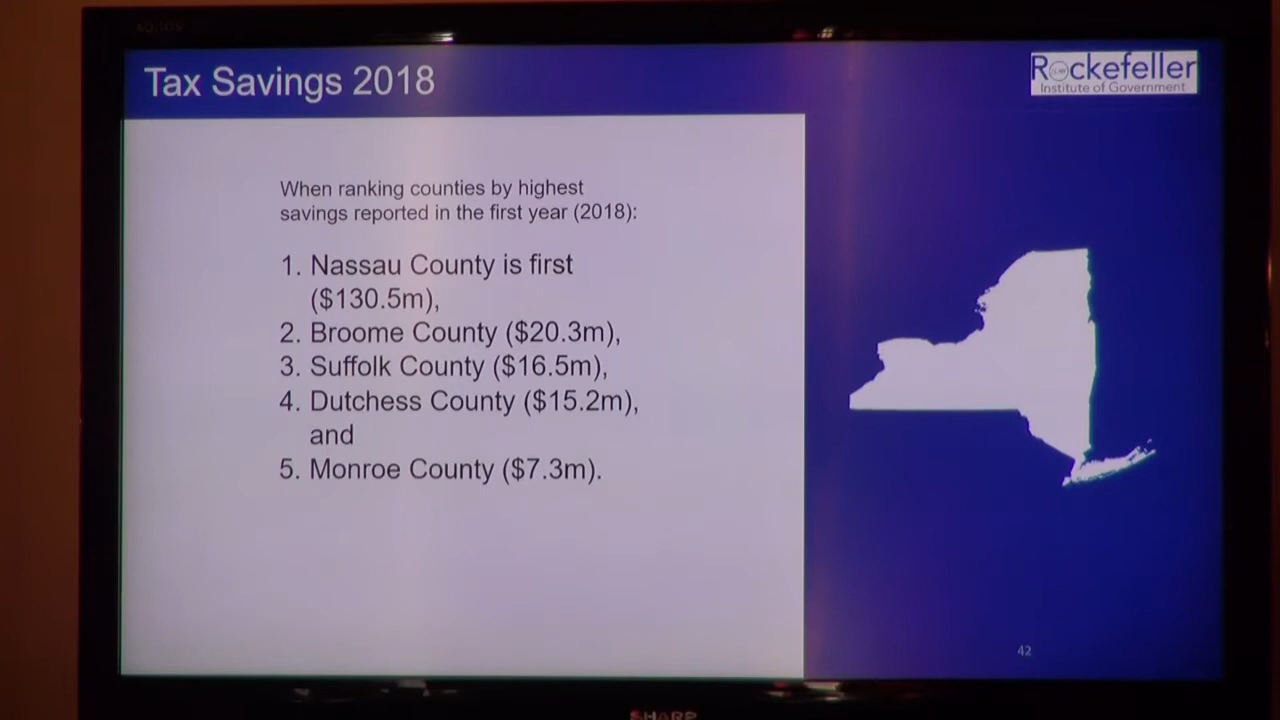 Tax Savings 2018
Rockefeller
Institute of Government
When ranking counties by highest
savings reported in the first year (2018):
1. Nassau County is first
($130.5m),
2. Broome County ($20.3m),
3. Suffolk County ($16.5m),
4. Dutchess County ($15.2m),
and
5. Monroe County ($7.3m).
42
SHARP